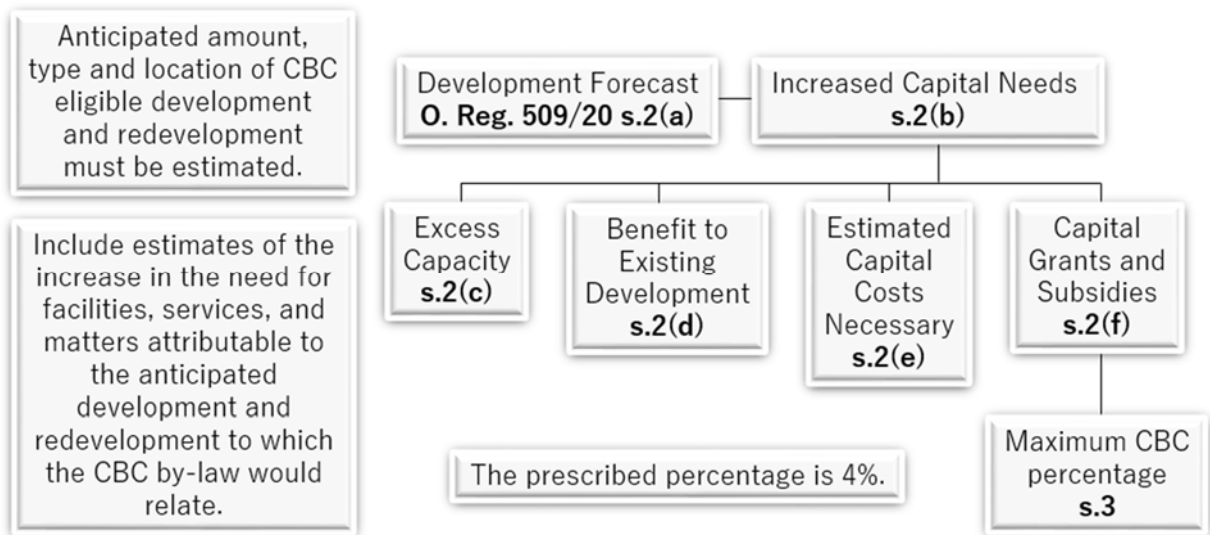 Anticipated amount,
type and location of CBC
eligible development
and redevelopment
must be estimated.
Include estimates of the
increase in the need for
facilities, services, and
matters attributable to
the anticipated
development and
redevelopment to which
the CBC by-law would
relate.
Development Forecast
O. Reg. 509/20 s.2(a)
Increased Capital Needs
s.2(b)
Excess
Capacity
s.2(c)
Benefit to
Existing
Development
s.2(d)
Estimated
Capital
Costs
Necessary
s.2(e)
Capital
Grants and
Subsidies
s.2(f)
Maximum CBC
percentage
s.3
The prescribed percentage is 4%.